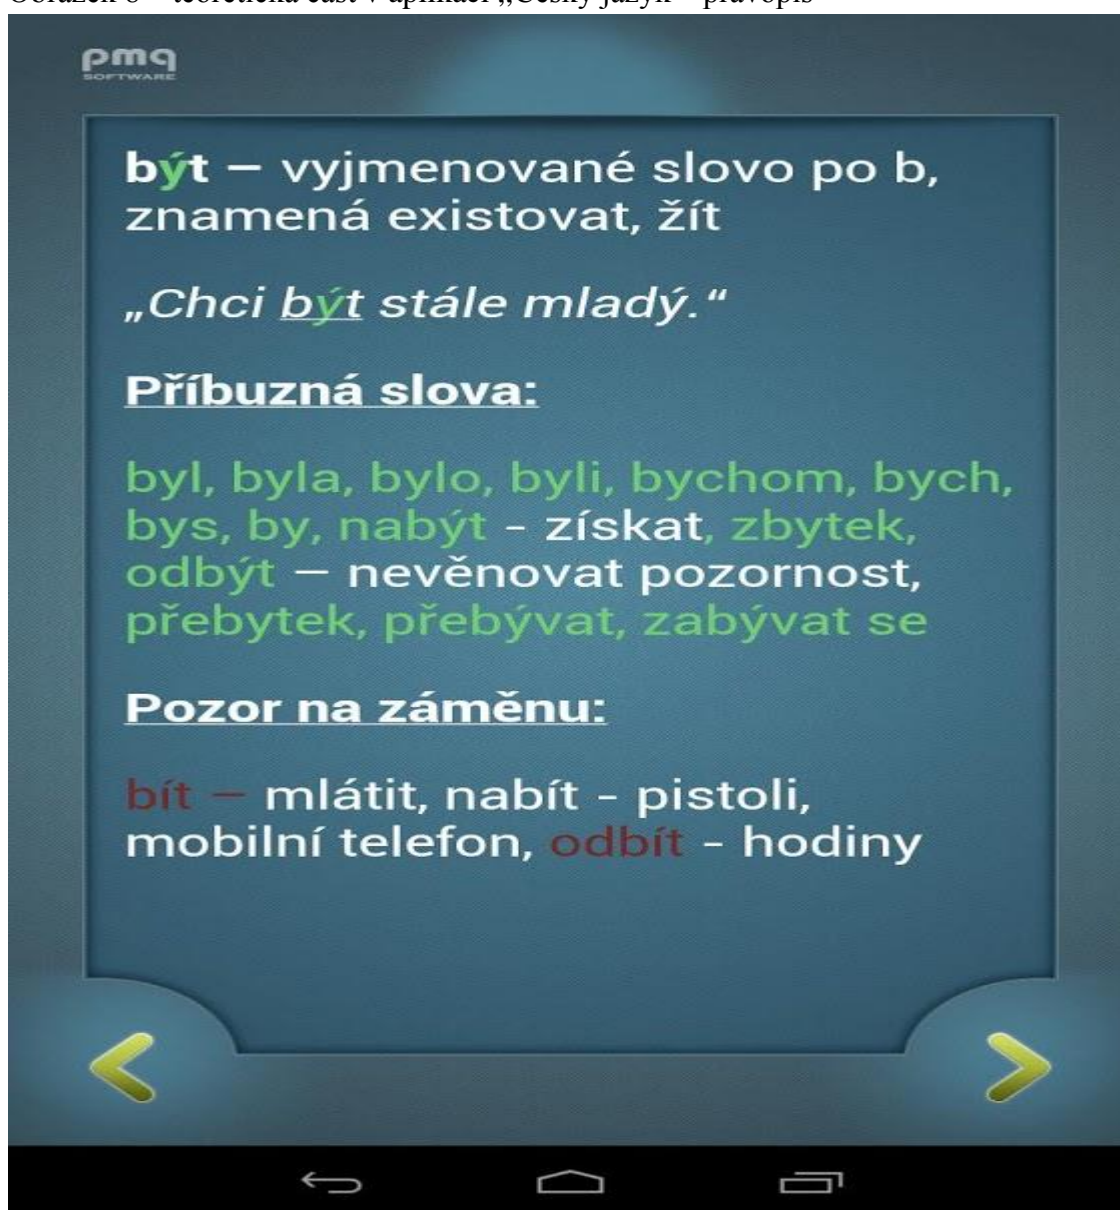 pmq
SOFTWARE
být – vyjmenované slovo po b,
znamená existovat, žít
„Chci být stále mladý.“
Příbuzná slova:
byl, byla, bylo, byli, bychom, bych,
bys, by, nabýt - získat, zbytek,
odbýt – nevěnovat pozornost,
přebytek, přebývat, zabývat se
Pozor na záměnu:
bít – mlátit, nabít - pistoli,
mobilní telefon, odbít - hodiny